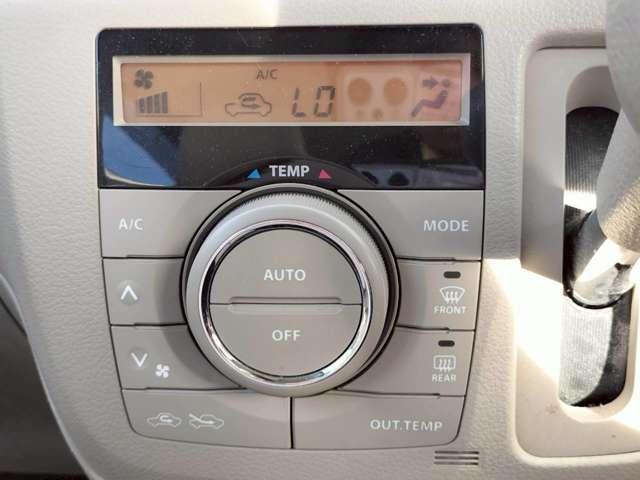 A/C
LO
TEMP
A/C
MODE
AUTO
OFF
FRONT
REAR
OUT.TEMP